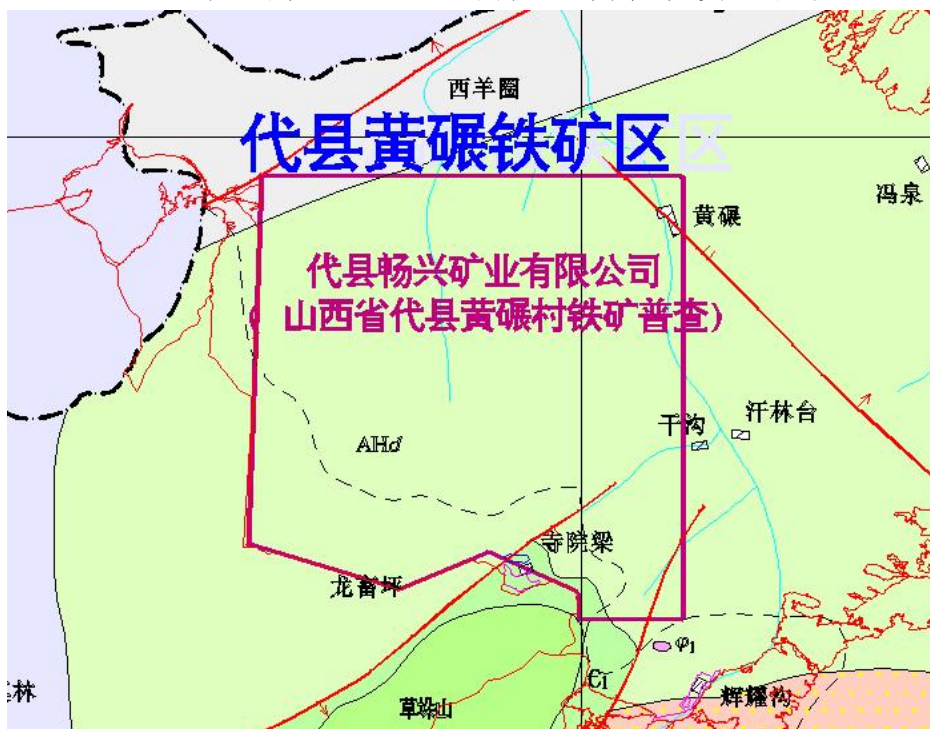 西羊圈
代县黄碾铁矿区
区
冯泉
黄碾
代县畅兴矿业有限公司
(山西省代县黄碾村铁矿普查)
汗林台
干沟
AHd
寺院梁
龙畜坪
φ1
林
草垛山
辉耀沟